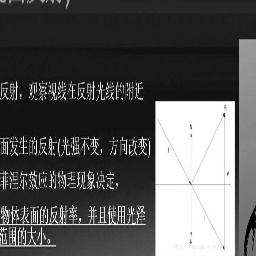 反射，观察视线在反射光线的附近
面发生的反射(光强不变，方向改变)
菲涅尔效应的物理现象决定，
物体表面的反射率，并且使用光泽
范围的大小。